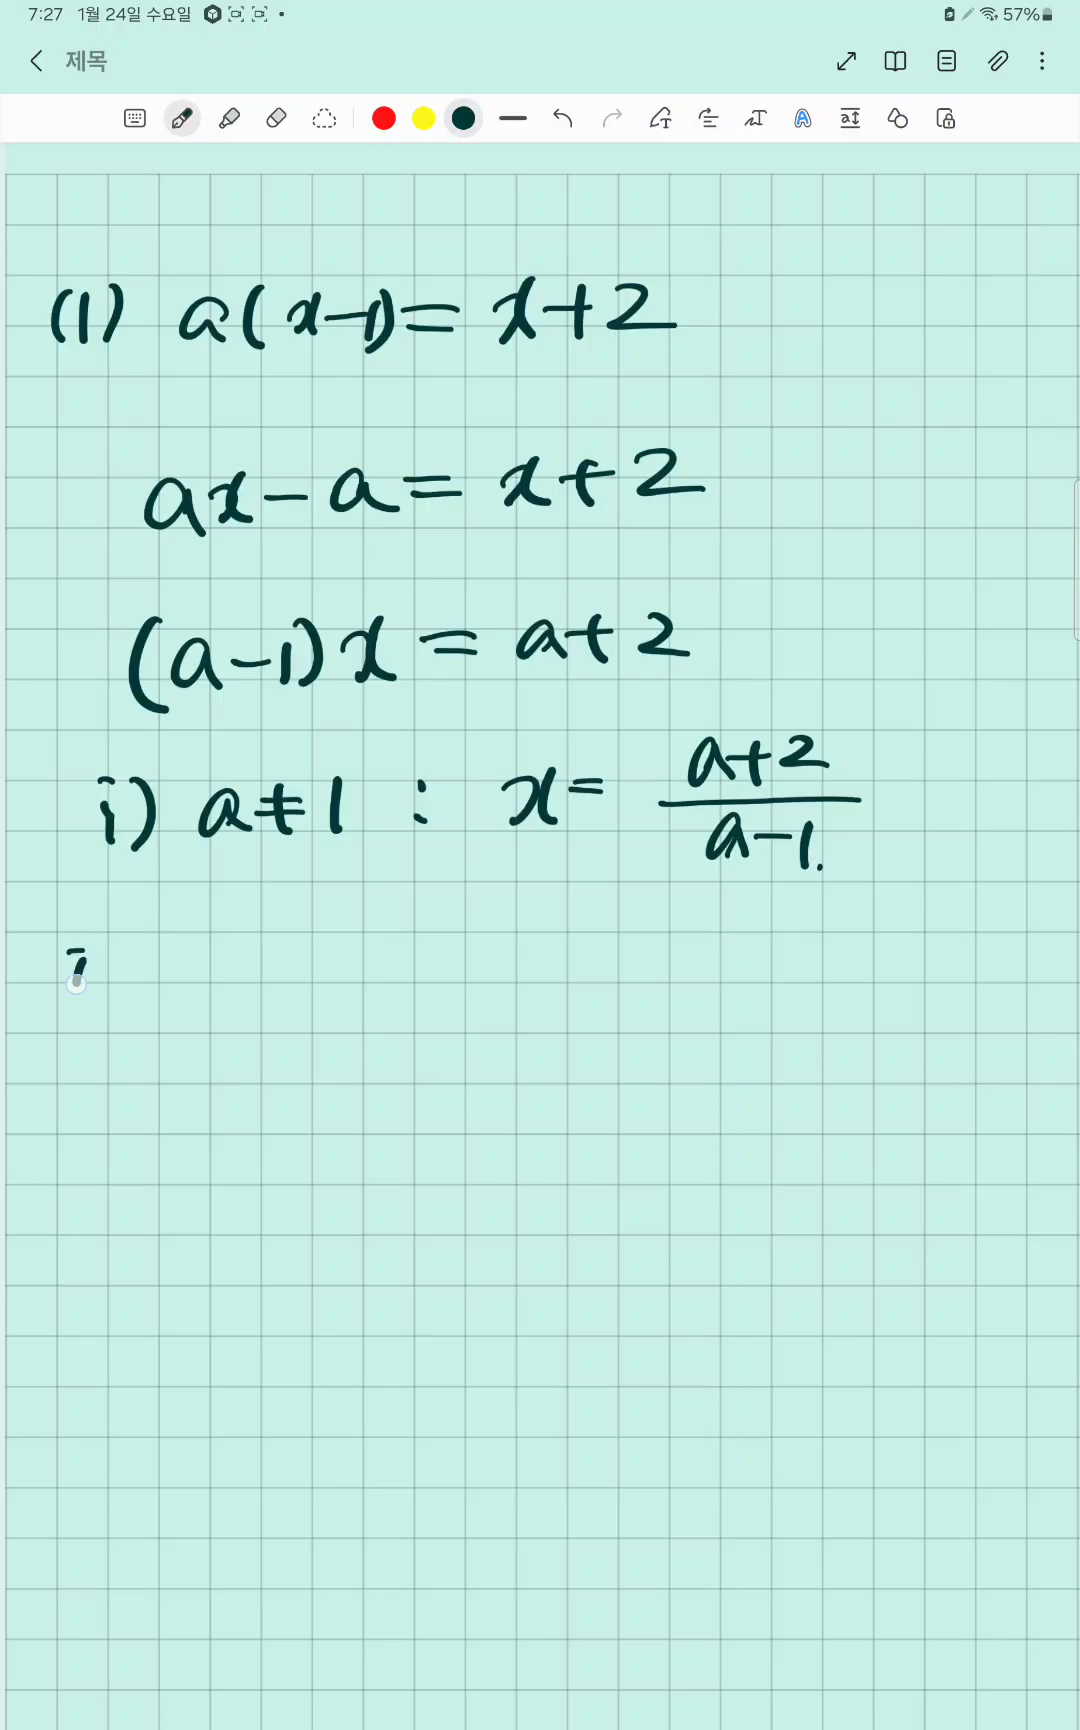 7:27 1월 24일 수요일 57%
제목
(1) a(x-1)= x+2
ax-a= x+2
(a-1)x = a+2
i) a≠1 : x= a+2/a-1.
i